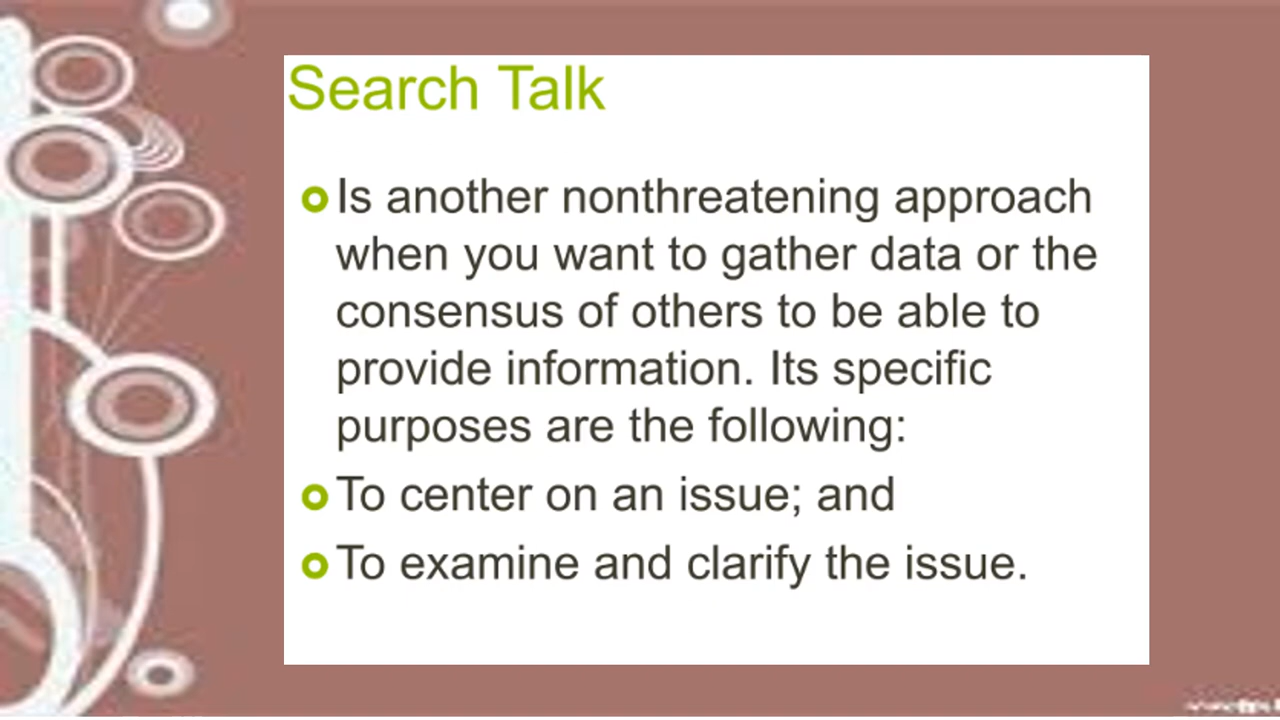 Search Talk
Is another nonthreatening approach
when you want to gather data or the
consensus of others to be able to
provide information. Its specific
purposes are the following:
To center on an issue; and
To examine and clarify the issue.